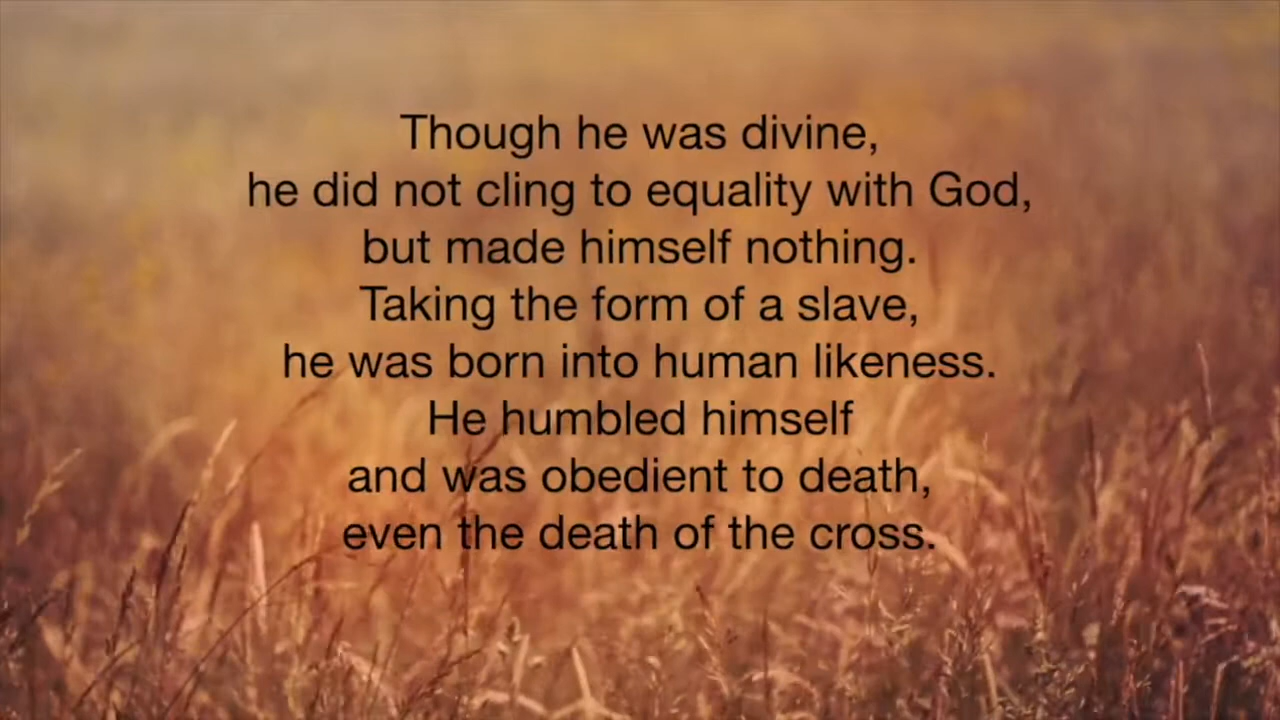 Though he was divine,
he did not cling to equality with God,
but made himself nothing.
Taking the form of a slave,
he was born into human likeness.
He humbled himself
and was obedient to death,
even the death of the cross.